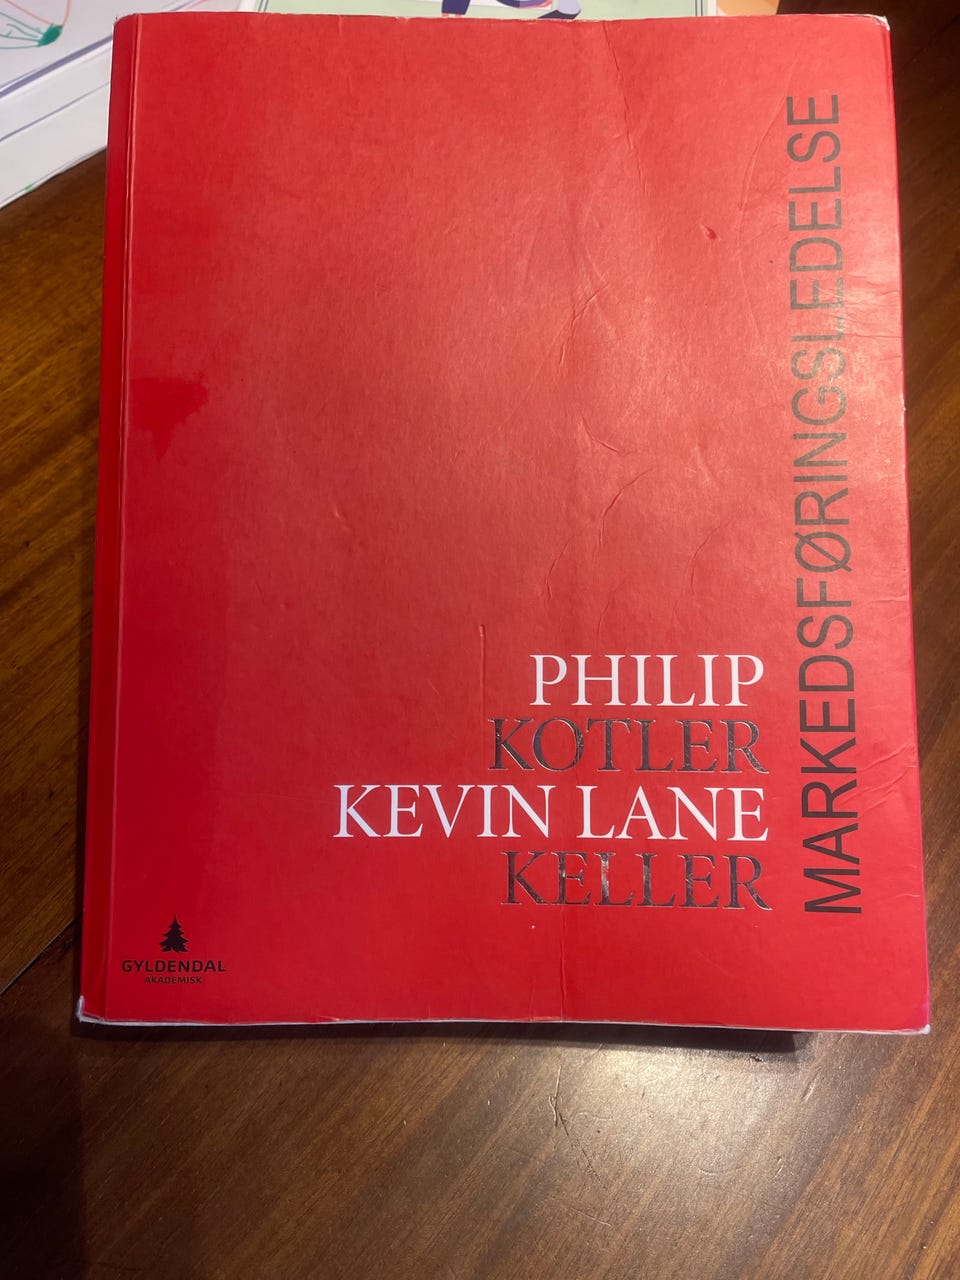 MARKEDSFØRINGSLEDELSE
PHILIP
KOTLER
KEVIN LANE
KELLER
GYLDENDAL
AKADEMISK